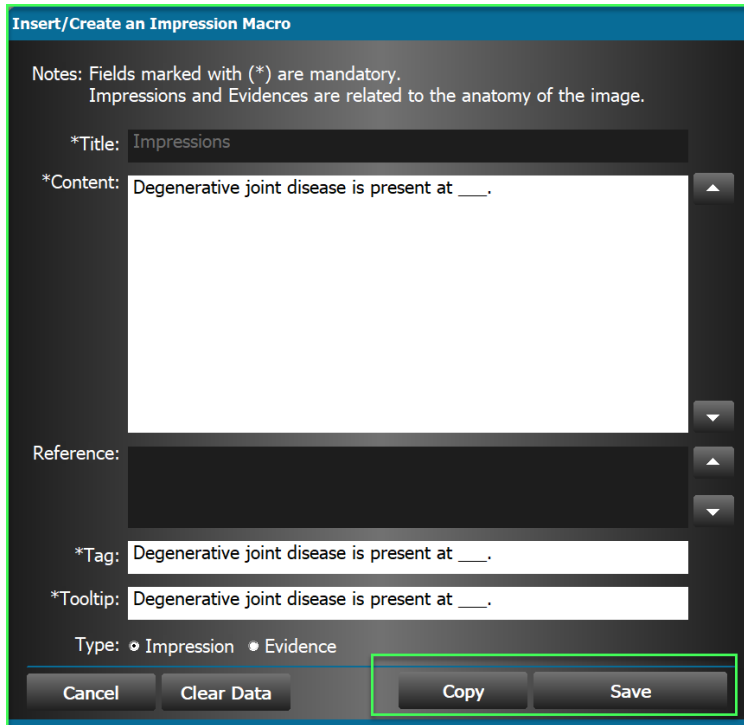 Insert/Create an Impression Macro
Notes: Fields marked with (*) are mandatory.
Impressions and Evidences are related to the anatomy of the image.
*Title: Impressions
*Content: Degenerative joint disease is present at ___.
Reference:
*Tag: Degenerative joint disease is present at ___.
*Tooltip: Degenerative joint disease is present at ___.
Type: Impression Evidence
Cancel Clear Data Copy Save